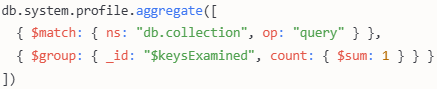 db.system.profile.aggregate([
  { $match: { ns: "db.collection", op: "query" } },
  { $group: { _id: "$keysExamined", count: { $sum: 1 } } }
])